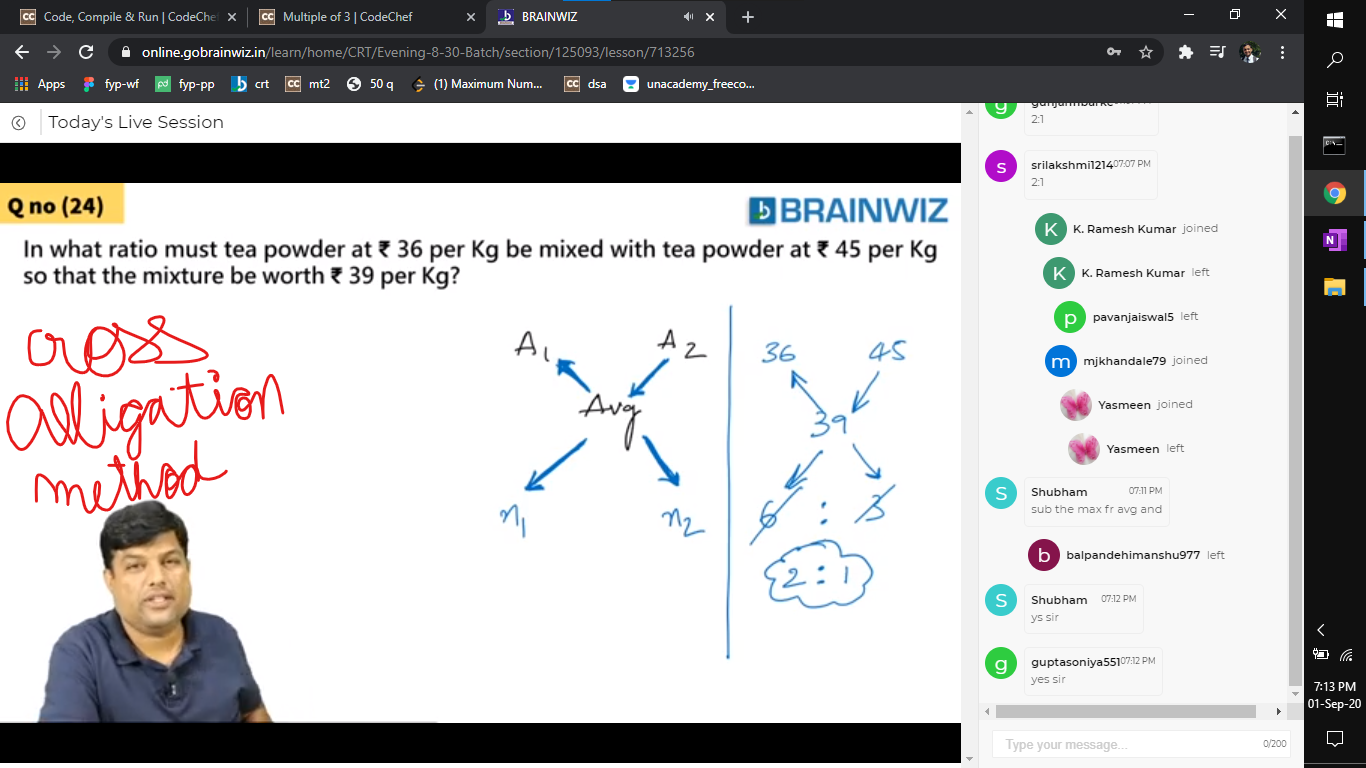 Code, Compile & Run | CodeChef
Multiple of 3 | CodeChef
BRAINWIZ
online.gobrainwiz.in/learn/home/CRT/Evening-8-30-Batch/section/125093/lesson/713256
Apps
fyp-wf
fyp-pp
crt
mt2
50 q
(1) Maximum Num...
dsa
unacademy_freeco...
Today's Live Session
Q no (24)
BRAINWIZ
In what ratio must tea powder at ₹ 36 per Kg be mixed with tea powder at ₹ 45 per Kg
so that the mixture be worth ₹ 39 per Kg?
cross
Alligation
method
A1 A2
Avg
n1 n2
36 45
39
6 : 3
2 : 1
2:1
srilakshmi1214 07:07 PM
2:1
K K. Ramesh Kumar joined
K K. Ramesh Kumar left
p pavanjaiswal5 left
m mjkhandale79 joined
Yasmeen joined
Yasmeen left
S Shubham 07:11 PM
sub the max fr avg and
b balpandehimanshu977 left
S Shubham 07:12 PM
ys sir
g guptasoniya551 07:12 PM
yes sir
Type your message...
0/200
7:13 PM
01-Sep-20